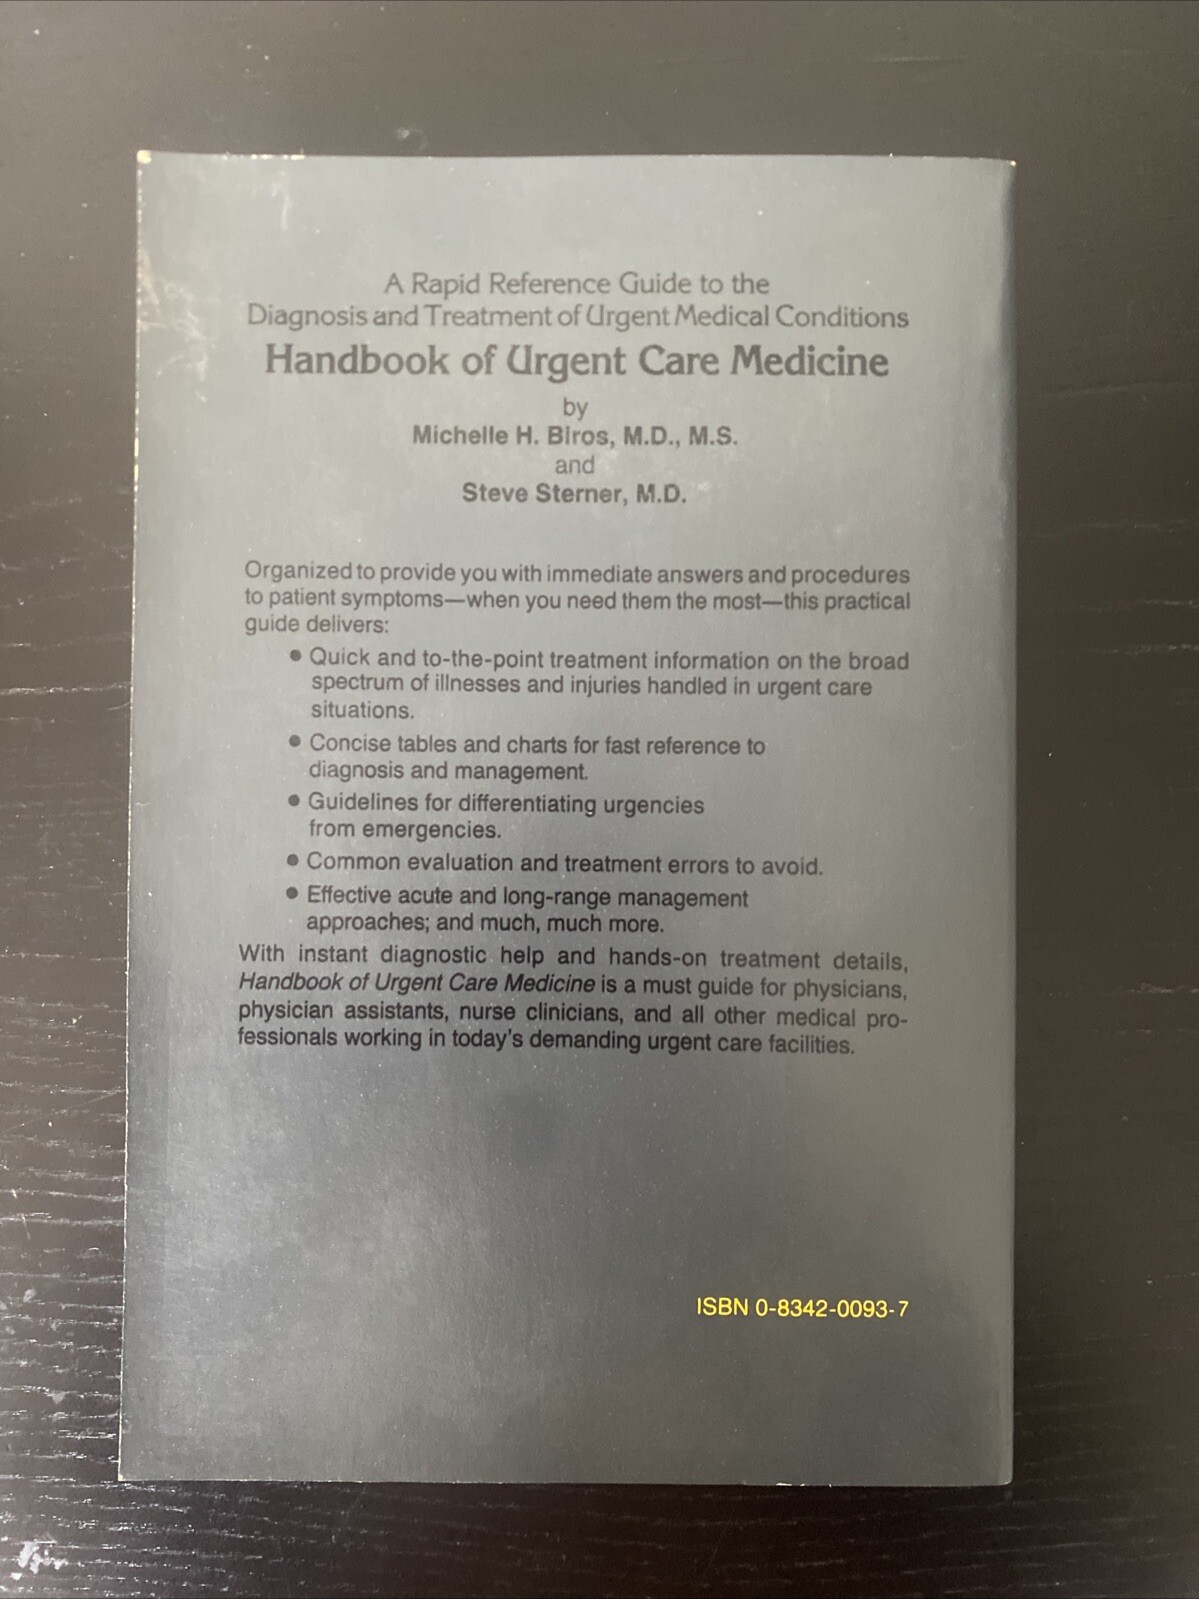 A Rapid Reference Guide to the
Diagnosis and Treatment of Urgent Medical Conditions
Handbook of Urgent Care Medicine
by
Michelle H. Biros, M.D., M.S.
and
Steve Sterner, M.D.
Organized to provide you with immediate answers and procedures
to patient symptoms—when you need them the most—this practical
guide delivers:
● Quick and to-the-point treatment information on the broad
spectrum of illnesses and injuries handled in urgent care
situations.
● Concise tables and charts for fast reference to
diagnosis and management.
● Guidelines for differentiating urgencies
from emergencies.
● Common evaluation and treatment errors to avoid.
● Effective acute and long-range management
approaches; and much, much more.
With instant diagnostic help and hands-on treatment details,
Handbook of Urgent Care Medicine is a must guide for physicians,
physician assistants, nurse clinicians, and all other medical pro-
fessionals working in today's demanding urgent care facilities.
ISBN 0-8342-0093-7